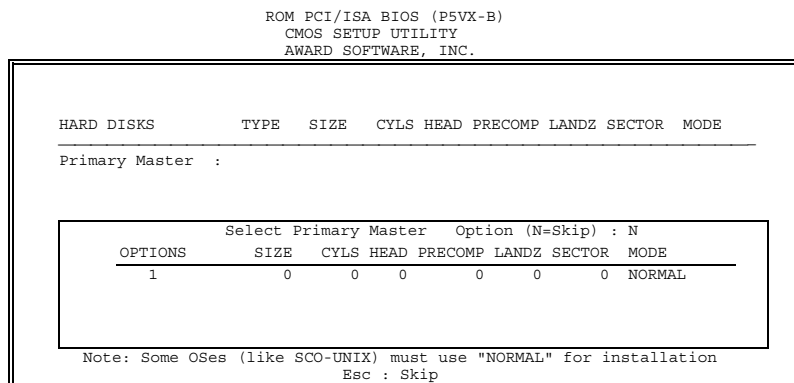 ROM PCI/ISA BIOS (P5VX-B)
CMOS SETUP UTILITY
AWARD SOFTWARE, INC.
HARD DISKS TYPE SIZE CYLS HEAD PRECOMP LANDZ SECTOR MODE
Primary Master :
Select Primary Master Option (N=Skip) : N
OPTIONS SIZE CYLS HEAD PRECOMP LANDZ SECTOR MODE
1 0 0 0 0 0 0 NORMAL
Note: Some OSes (like SCO-UNIX) must use "NORMAL" for installation
Esc : Skip